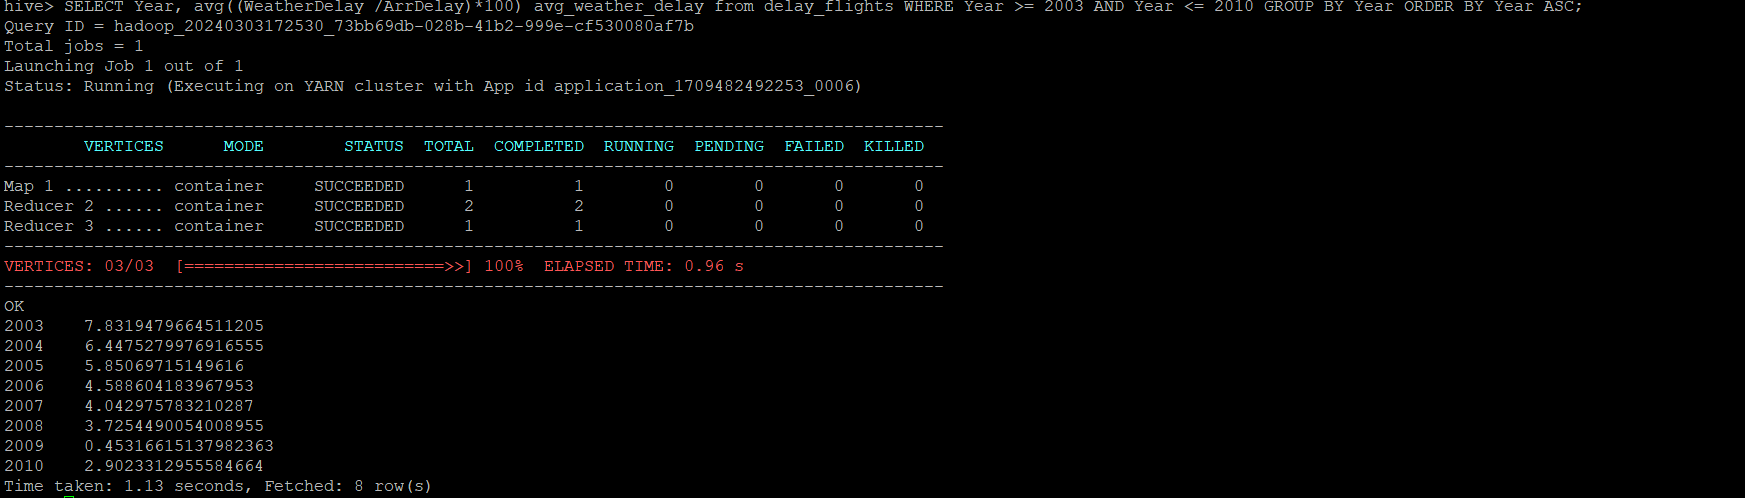 hive> SELECT Year, avg((WeatherDelay /ArrDelay)*100) avg_weather_delay from delay_flights WHERE Year >= 2003 AND Year <= 2010 GROUP BY Year ORDER BY Year ASC;
Query ID = hadoop_20240303172530_73bb69db-028b-41b2-999e-cf530080af7b
Total jobs = 1
Launching Job 1 out of 1
Status: Running (Executing on YARN cluster with App id application_1709482492253_0006)
----------------------------------------------------------------------------------------------
        VERTICES      MODE        STATUS  TOTAL  COMPLETED  RUNNING  PENDING  FAILED  KILLED
----------------------------------------------------------------------------------------------
Map 1 .......... container     SUCCEEDED      1          1        0        0       0       0
Reducer 2 ...... container     SUCCEEDED      2          2        0        0       0       0
Reducer 3 ...... container     SUCCEEDED      1          1        0        0       0       0
----------------------------------------------------------------------------------------------
VERTICES: 03/03  [==========================>>] 100%  ELAPSED TIME: 0.96 s
----------------------------------------------------------------------------------------------
OK
2003    7.8319479664511205
2004    6.4475279976916555
2005    5.85069715149616
2006    4.588604183967953
2007    4.042975783210287
2008    3.7254490054008955
2009    0.45316615137982363
2010    2.9023312955584664
Time taken: 1.13 seconds, Fetched: 8 row(s)